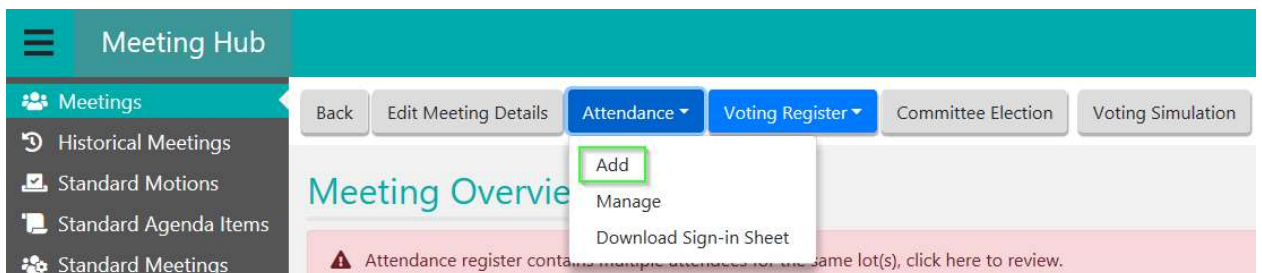 Meeting Hub
Meetings
Historical Meetings
Standard Motions
Standard Agenda Items
Standard Meetings
Back Edit Meeting Details Attendance Voting Register Committee Election Voting Simulation
Add
Manage
Download Sign-in Sheet
Meeting Overvie
Attendance register contains multiple attendees for the same lot(s), click here to review.